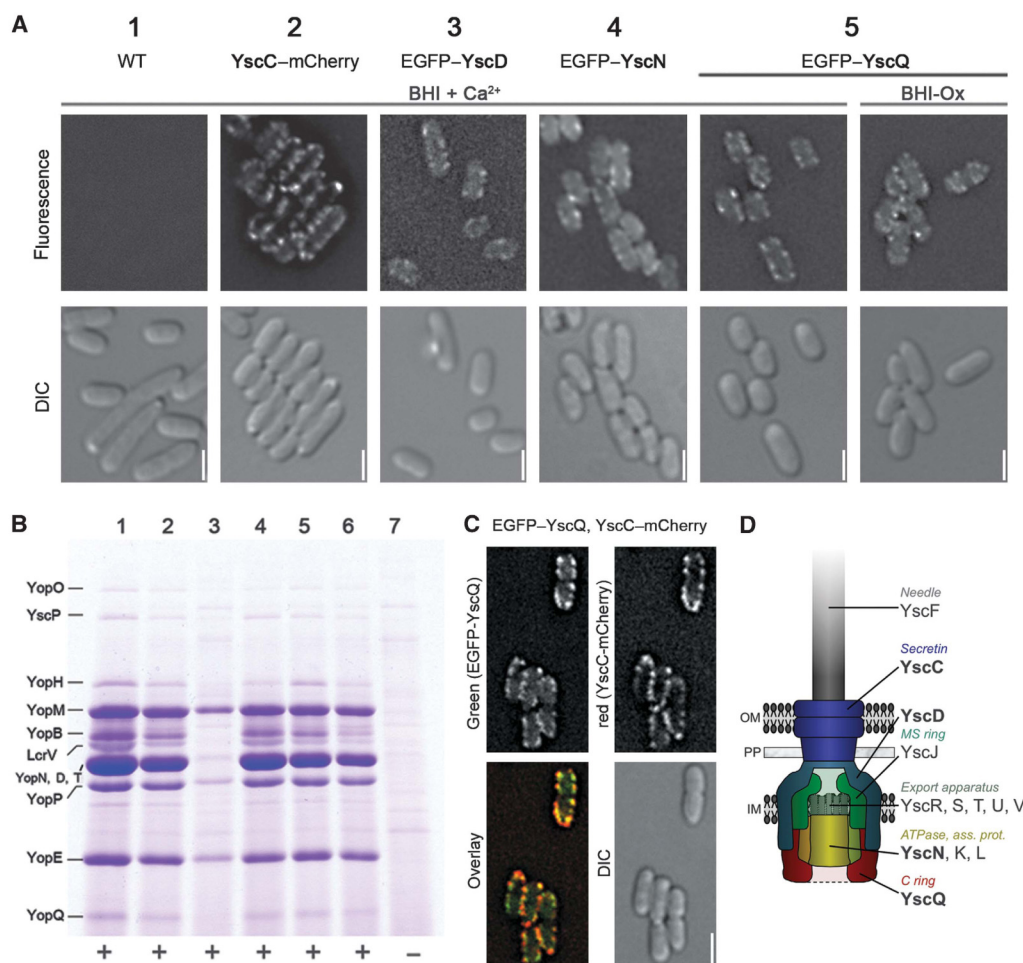 A
1 2 3 4 5
WT YscC–mCherry EGFP–YscD EGFP–YscN EGFP–YscQ
BHI + Ca²⁺ BHI-Ox
Fluorescence
DIC
B
1 2 3 4 5 6 7
YopO
YscP
YopH
YopM
YopB
LcrV
YopN, D, T
YopP
YopE
YopQ
+ + + + + + –
C
EGFP–YscQ, YscC–mCherry
Green (EGFP-YscQ)
red (YscC-mCherry)
Overlay
DIC
D
Needle
YscF
Secretin
YscC
OM
YscD
MS ring
YscJ
PP
Export apparatus
YscR, S, T, U, V
IM
ATPase, ass. prot.
YscN, K, L
C ring
YscQ